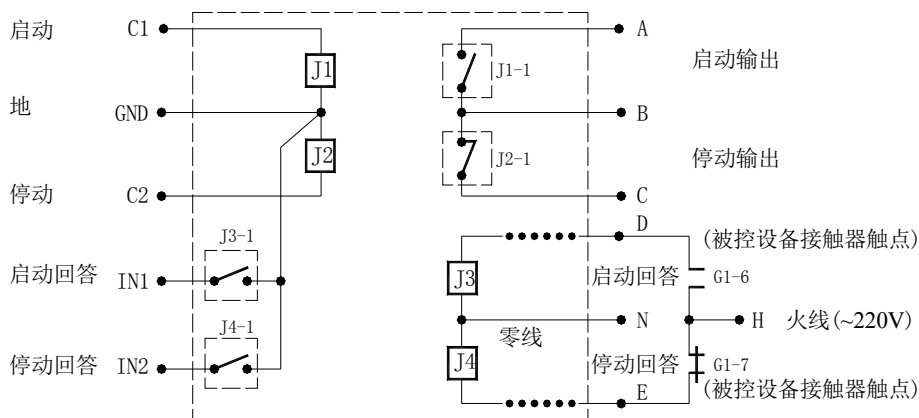 启动 C1 A
J1 J1-1 启动输出
地 GND B
J2 J2-1 停动输出
停动 C2 C
D
J3-1 (被控设备接触器触点)
启动回答 IN1 J3 启动回答 G1-6
N H 火线(~220V)
J4-1 零线
停动回答 IN2 J4 停动回答 G1-7
E (被控设备接触器触点)